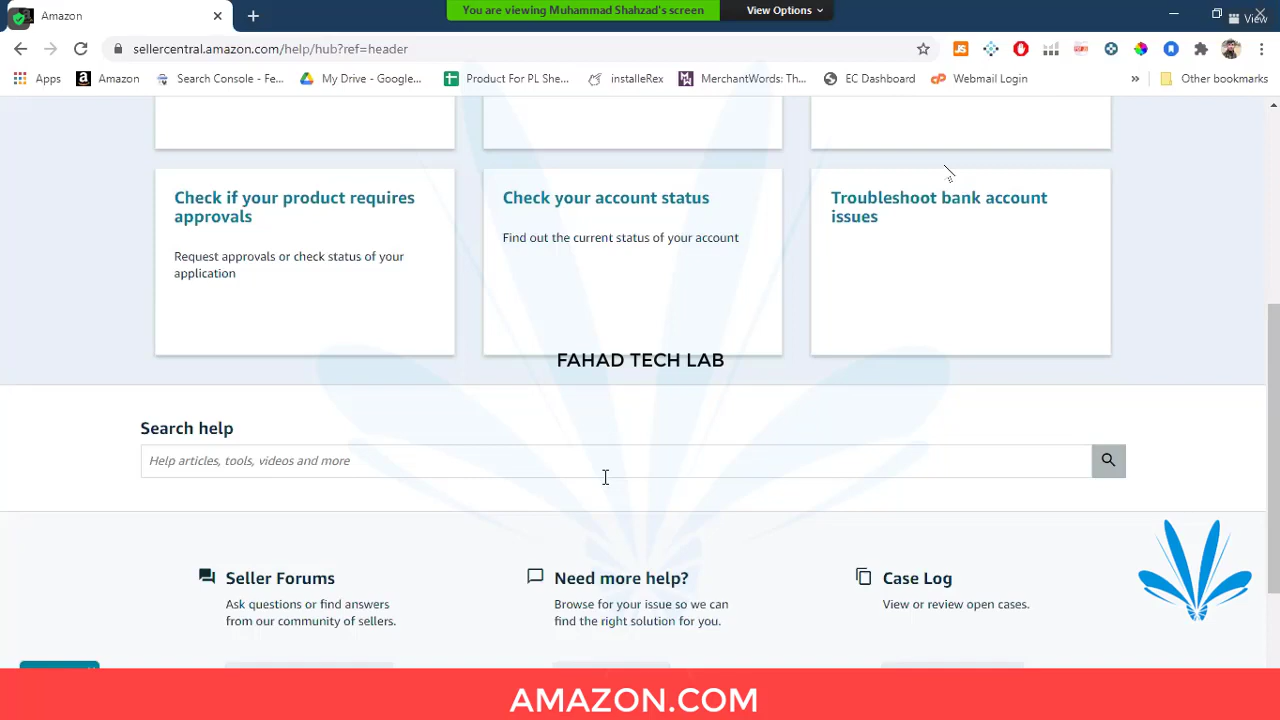 Amazon
You are viewing Muhammad Shahzad's screen
View Options
View
sellercentral.amazon.com/help/hub?ref=header
Apps
Amazon
Search Console - Fe...
My Drive - Google...
Product For PL She...
installeRex
MerchantWords: Th...
EC Dashboard
Webmail Login
Other bookmarks
Check if your product requires
approvals
Request approvals or check status of your
application
Check your account status
Find out the current status of your account
Troubleshoot bank account
issues
FAHAD TECH LAB
Search help
Help articles, tools, videos and more
Seller Forums
Ask questions or find answers
from our community of sellers.
Need more help?
Browse for your issue so we can
find the right solution for you.
Case Log
View or review open cases.
AMAZON.COM